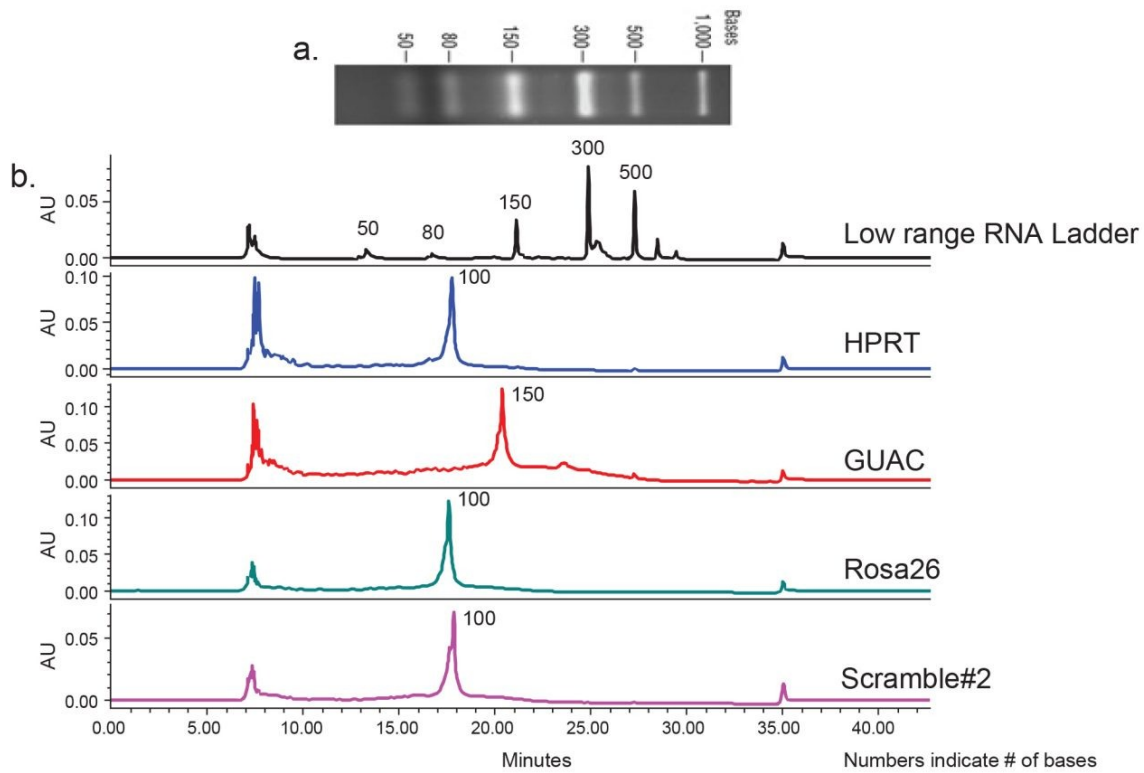 a.
50–
80–
150–
300–
500–
1,000–
Bases
b.
AU
0.05
0.00
50
80
150
300
500
Low range RNA Ladder
AU
0.10
0.05
0.00
100
HPRT
AU
0.10
0.05
0.00
150
GUAC
AU
0.10
0.05
0.00
100
Rosa26
AU
0.05
0.00
100
Scramble#2
0.00 5.00 10.00 15.00 20.00 25.00 30.00 35.00 40.00
Minutes
Numbers indicate # of bases